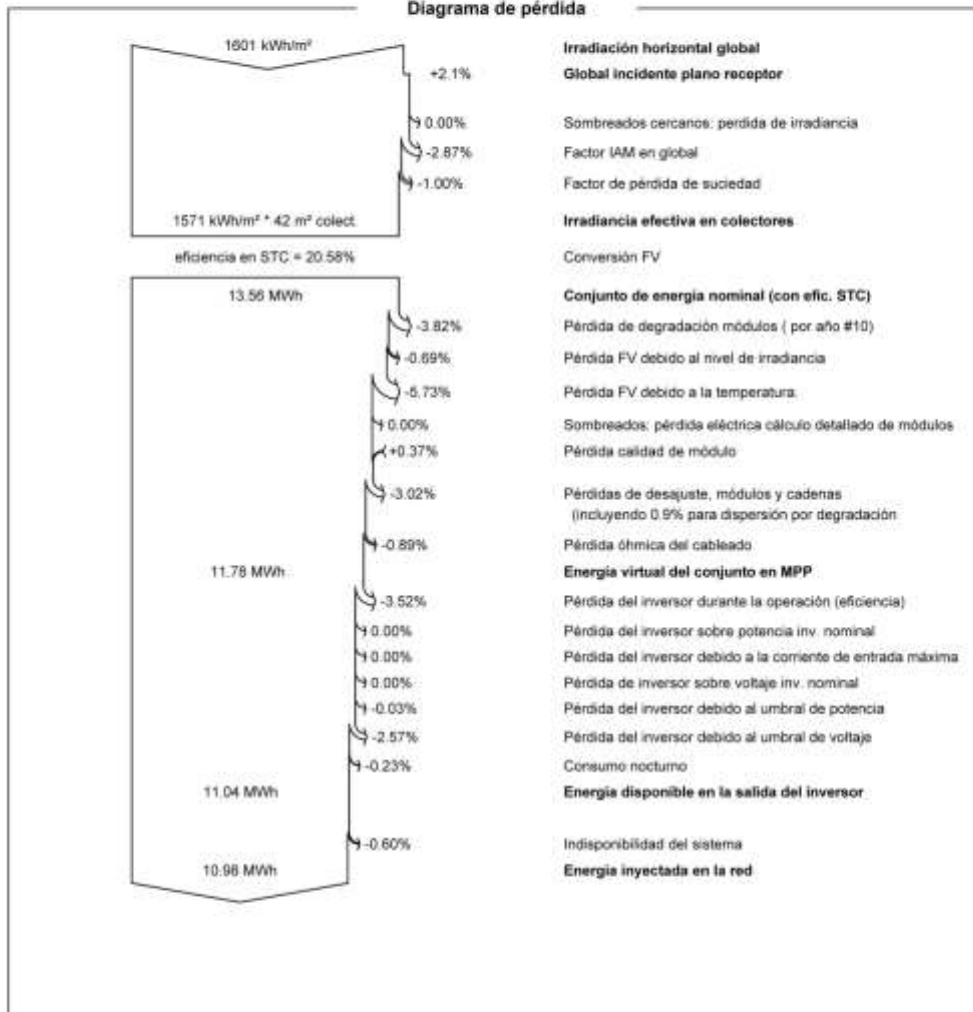 Diagrama de pérdida
1601 kWh/m² Irradiación horizontal global
+2.1% Global incidente plano receptor
0.00% Sombreados cercanos: perdida de irradiancia
-2.87% Factor IAM en global
-1.00% Factor de pérdida de suciedad
1571 kWh/m² * 42 m² colect. Irradiancia efectiva en colectores
eficiencia en STC = 20.58% Conversión FV
13.56 MWh Conjunto de energía nominal (con efic. STC)
-3.82% Pérdida de degradación módulos ( por año #10)
-0.69% Pérdida FV debido al nivel de irradiancia
-5.73% Pérdida FV debido a la temperatura.
0.00% Sombreados: pérdida eléctrica cálculo detallado de módulos
+0.37% Pérdida calidad de módulo
-3.02% Pérdidas de desajuste, módulos y cadenas
(incluyendo 0.9% para dispersión por degradación
-0.89% Pérdida óhmica del cableado
11.78 MWh Energía virtual del conjunto en MPP
-3.52% Pérdida del inversor durante la operación (eficiencia)
0.00% Pérdida del inversor sobre potencia inv. nominal
0.00% Pérdida del inversor debido a la corriente de entrada máxima
0.00% Pérdida de inversor sobre voltaje inv. nominal
-0.03% Pérdida del inversor debido al umbral de potencia
-2.57% Pérdida del inversor debido al umbral de voltaje
-0.23% Consumo nocturno
11.04 MWh Energía disponible en la salida del inversor
-0.60% Indisponibilidad del sistema
10.98 MWh Energía inyectada en la red